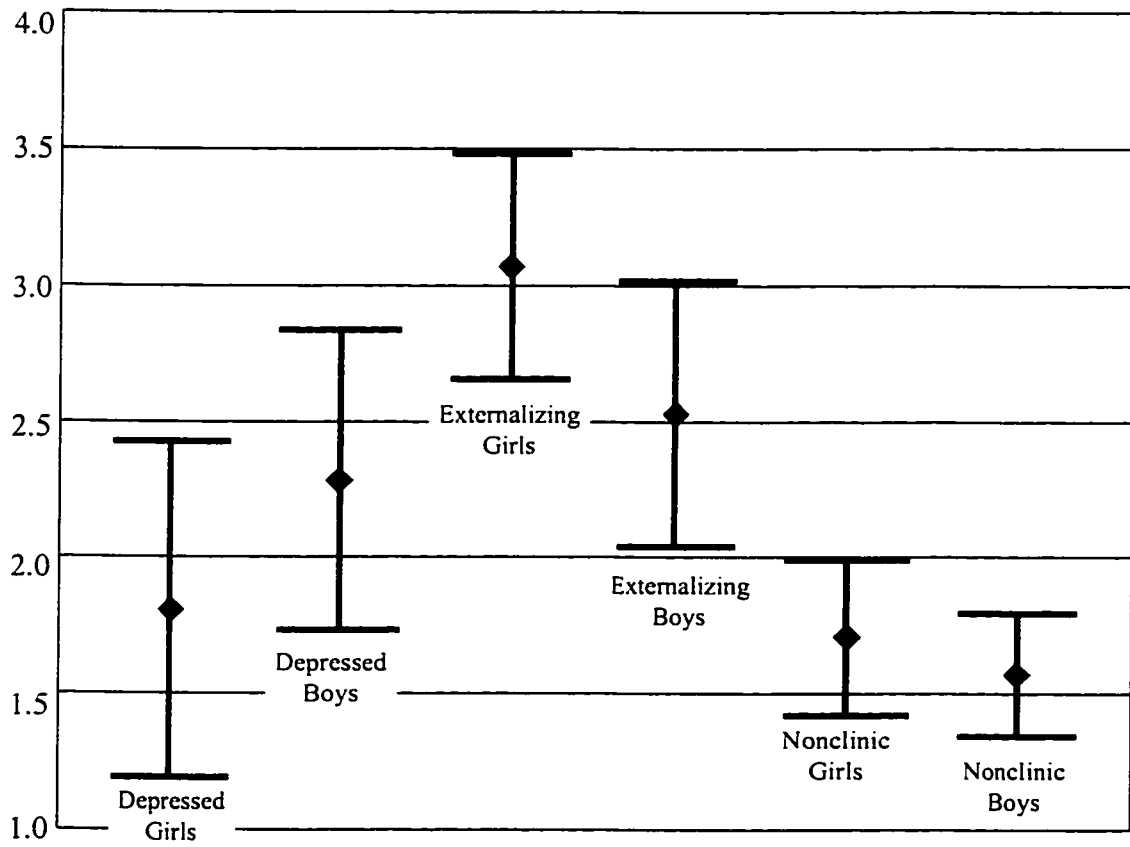 4.0
3.5
3.0
2.5
2.0
1.5
1.0
Depressed
Girls
Depressed
Boys
Externalizing
Girls
Externalizing
Boys
Nonclinic
Girls
Nonclinic
Boys